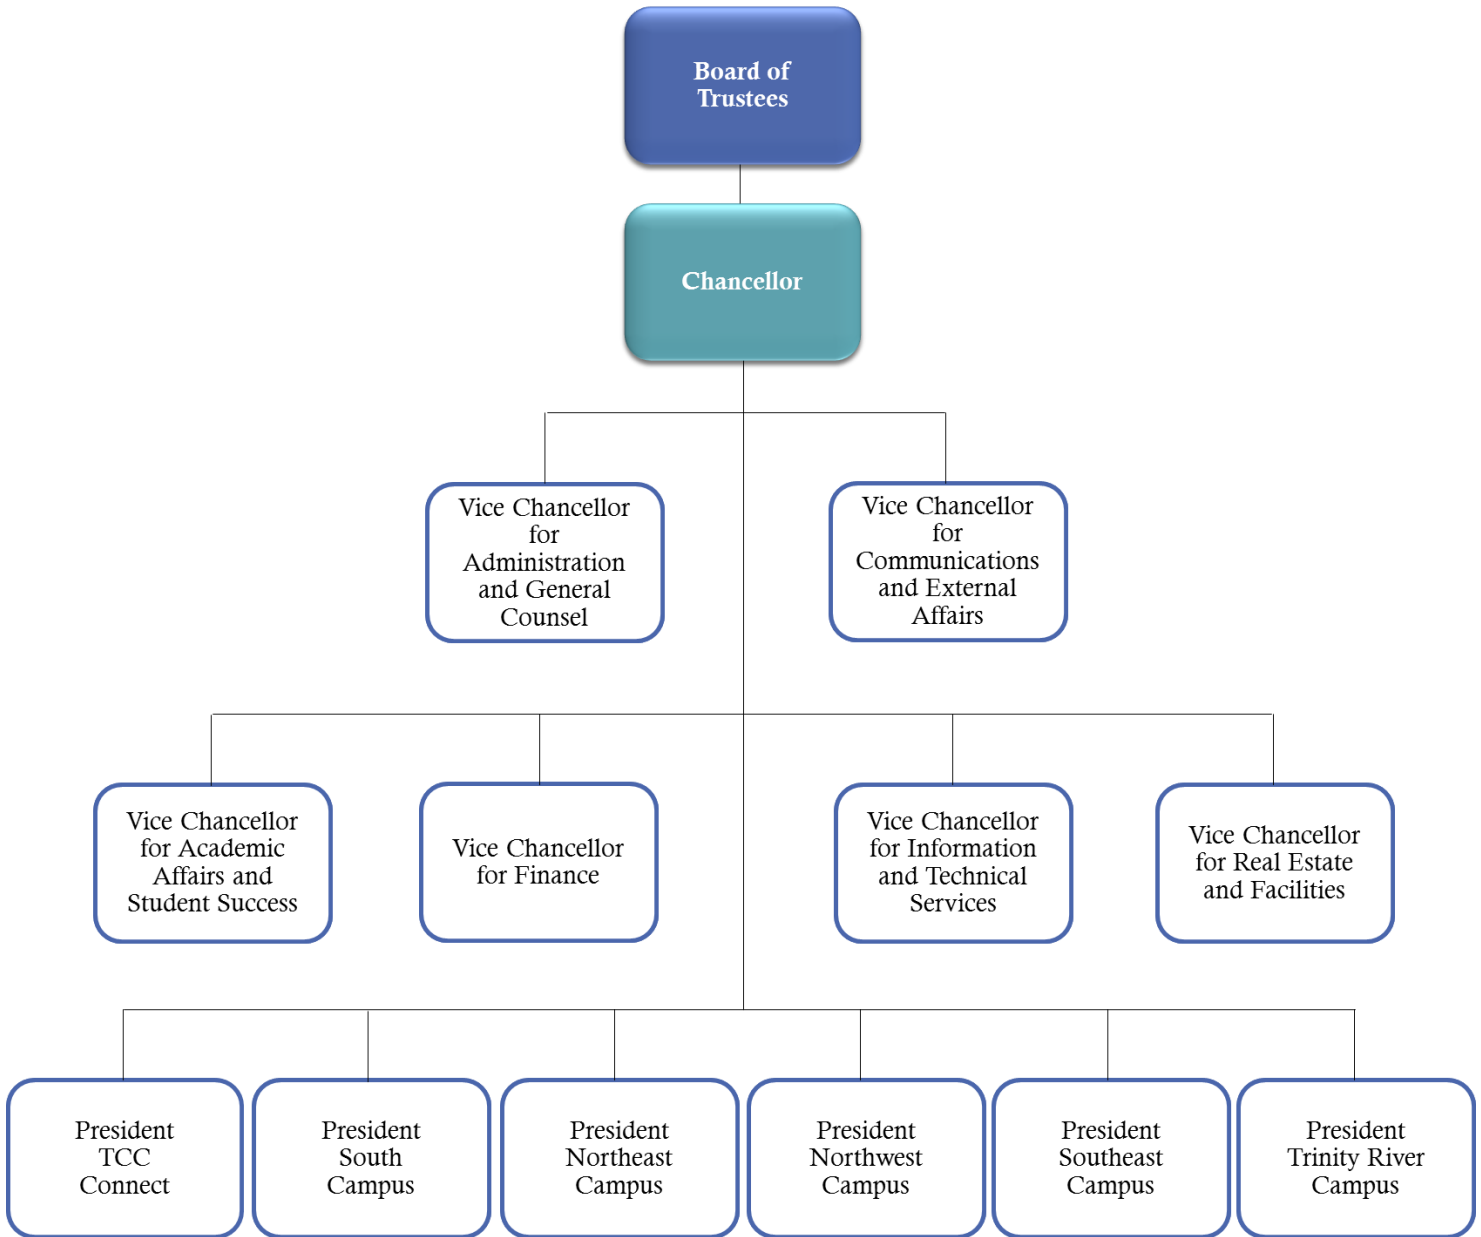 Board of
Trustees
Chancellor
Vice Chancellor
for
Administration
and General
Counsel
Vice Chancellor
for
Communications
and External
Affairs
Vice Chancellor
for Academic
Affairs and
Student Success
Vice Chancellor
for Finance
Vice Chancellor
for Information
and Technical
Services
Vice Chancellor
for Real Estate
and Facilities
President
TCC
Connect
President
South
Campus
President
Northeast
Campus
President
Northwest
Campus
President
Southeast
Campus
President
Trinity River
Campus